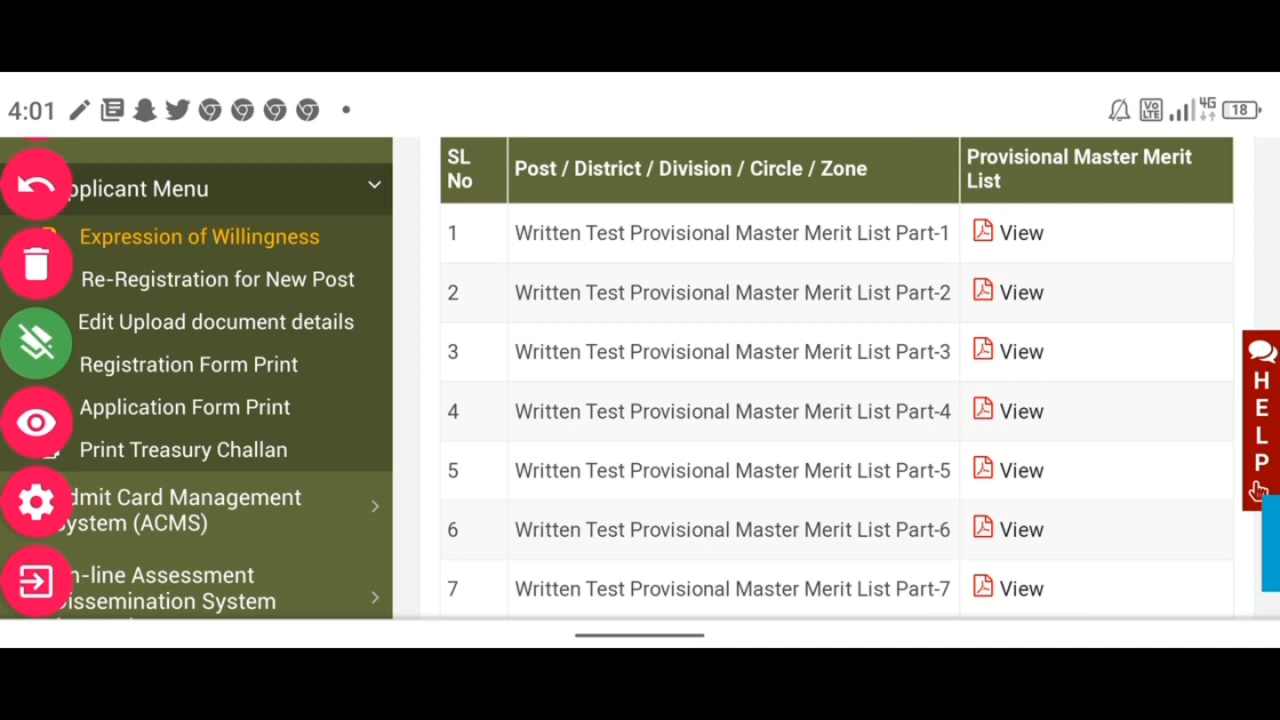 4:01
VO LTE 4G 18
pplicant Menu
Expression of Willingness
Re-Registration for New Post
Edit Upload document details
Registration Form Print
Application Form Print
Print Treasury Challan
dmit Card Management
ystem (ACMS)
n-line Assessment
issemination System
SL No
Post / District / Division / Circle / Zone
Provisional Master Merit List
1 Written Test Provisional Master Merit List Part-1 View
2 Written Test Provisional Master Merit List Part-2 View
3 Written Test Provisional Master Merit List Part-3 View
4 Written Test Provisional Master Merit List Part-4 View
5 Written Test Provisional Master Merit List Part-5 View
6 Written Test Provisional Master Merit List Part-6 View
7 Written Test Provisional Master Merit List Part-7 View
HELP